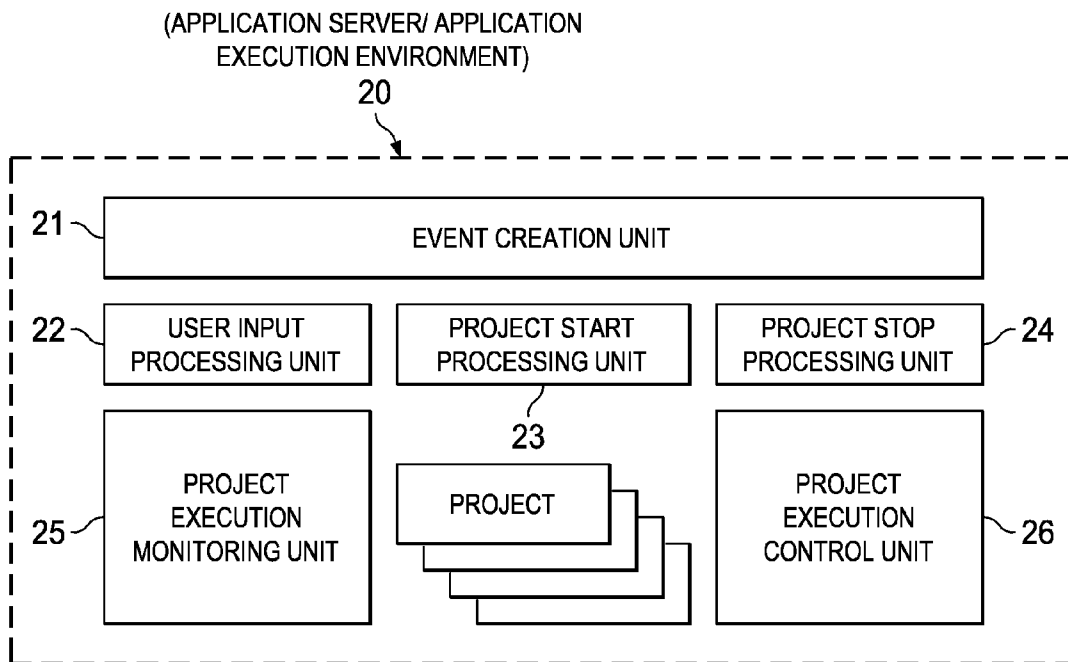 (APPLICATION SERVER/ APPLICATION
EXECUTION ENVIRONMENT)
20
21
EVENT CREATION UNIT
22
USER INPUT
PROCESSING UNIT
PROJECT START
PROCESSING UNIT
PROJECT STOP
PROCESSING UNIT
24
23
25
PROJECT
EXECUTION
MONITORING UNIT
PROJECT
PROJECT
EXECUTION
CONTROL UNIT
26